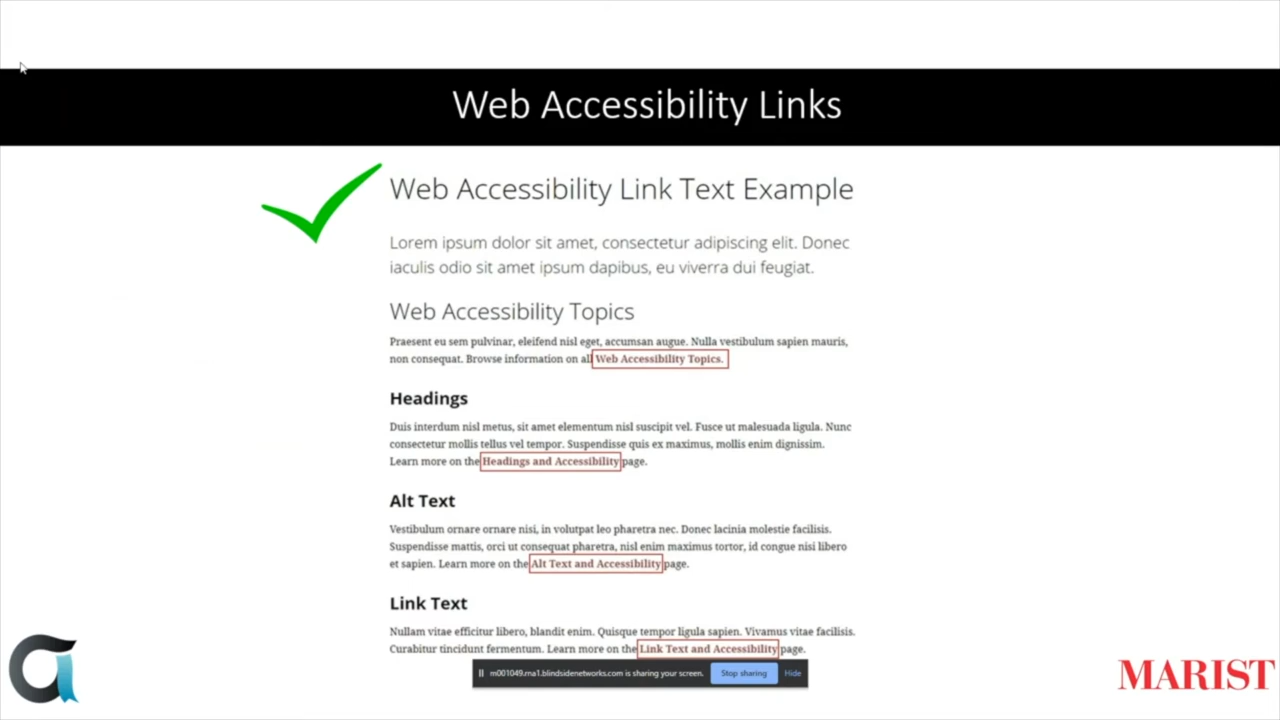 Web Accessibility Links
Web Accessibility Link Text Example
Lorem ipsum dolor sit amet, consectetur adipiscing elit. Donec
iaculis odio sit amet ipsum dapibus, eu viverra dui feugiat.
Web Accessibility Topics
Praesent eu sem pulvinar, eleifend nisl eget, accumsan augue. Nulla vestibulum sapien mauris,
non consequat. Browse information on all Web Accessibility Topics.
Headings
Duis interdum nisl metus, sit amet elementum nisl suscipit vel. Fusce ut malesuada ligula. Nunc
consectetur mollis tellus vel tempor. Suspendisse quis ex maximus, mollis enim dignissim.
Learn more on the Headings and Accessibility page.
Alt Text
Vestibulum ornare ornare nisi, in volutpat leo pharetra nec. Donec lacinia molestie facilisis.
Suspendisse mattis, orci ut consequat pharetra, nisl enim maximus tortor, id congue nisi libero
et sapien. Learn more on the Alt Text and Accessibility page.
Link Text
Nullam vitae efficitur libero, blandit enim. Quisque tempor ligula sapien. Vivamus vitae facilisis.
Curabitur tincidunt fermentum. Learn more on the Link Text and Accessibility page.
m001049.rna1.blindsidenetworks.com is sharing your screen. Stop sharing Hide
MARIST